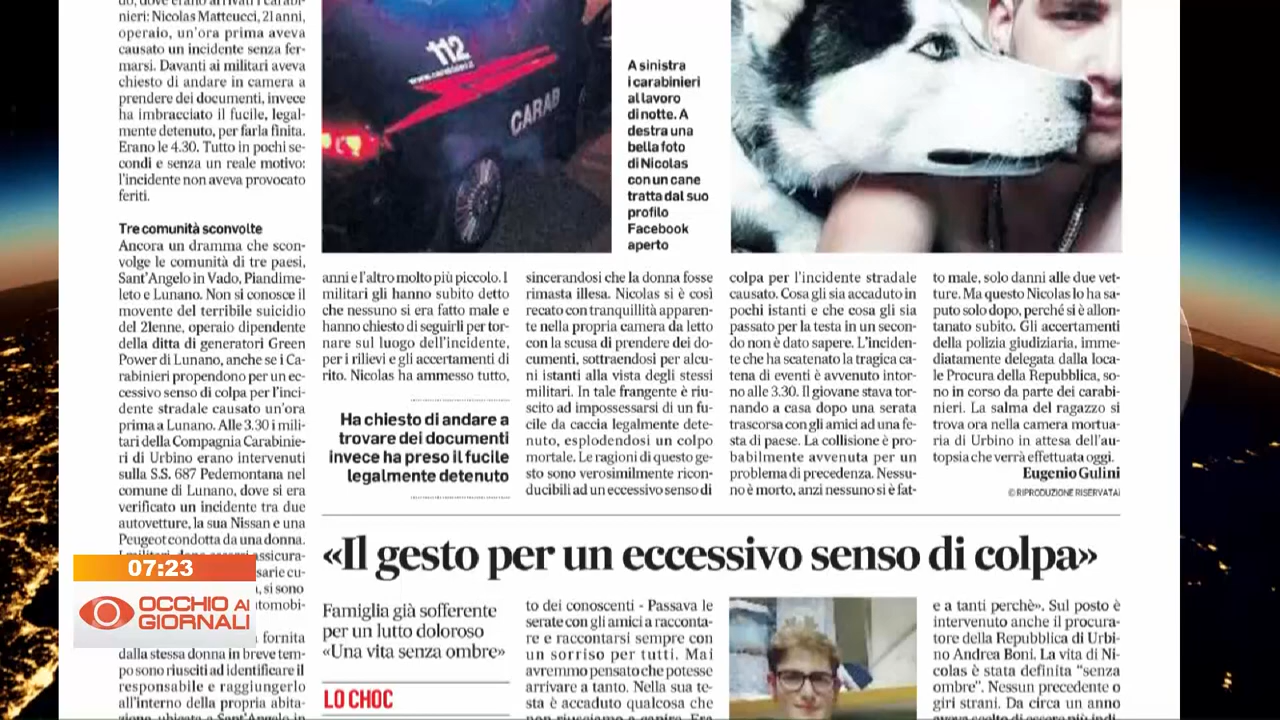 do, dove erano arrivati i carabi-
nieri: Nicolas Matteucci, 21 anni,
operaio, un'ora prima aveva
causato un incidente senza fer-
marsi. Davanti ai militari aveva
chiesto di andare in camera a
prendere dei documenti, invece
ha imbracciato il fucile, legal-
mente detenuto, per farla finita.
Erano le 4.30. Tutto in pochi se-
condi e senza un reale motivo:
l'incidente non aveva provocato
feriti.
Tre comunità sconvolte
Ancora un dramma che scon-
volge le comunità di tre paesi,
Sant'Angelo in Vado, Piandime-
leto e Lunano. Non si conosce il
movente del terribile suicidio
del 21enne, operaio dipendente
della ditta di generatori Green
Power di Lunano, anche se i Ca-
rabinieri propendono per un ec-
cessivo senso di colpa per l'inci-
dente stradale causato un'ora
prima a Lunano. Alle 3.30 i mili-
tari della Compagnia Carabinie-
ri di Urbino erano intervenuti
sulla S.S. 687 Pedemontana nel
comune di Lunano, dove si era
verificato un incidente tra due
autovetture, la sua Nissan e una
Peugeot condotta da una donna.
I militari, dopo essersi assicura-
sarie cu-
, si sono
utomobi-
fornita
dalla stessa donna in breve tem-
po sono riusciti ad identificare il
responsabile e raggiungerlo
all'interno della propria abita-
zione, ubicata a Sant'Angelo in
112
www.carabinieri.it
CARAB
A sinistra
i carabinieri
al lavoro
di notte. A
destra una
bella foto
di Nicolas
con un cane
tratta dal suo
profilo
Facebook
aperto
anni e l'altro molto più piccolo. I
militari gli hanno subito detto
che nessuno si era fatto male e
hanno chiesto di seguirli per tor-
nare sul luogo dell'incidente,
per i rilievi e gli accertamenti di
rito. Nicolas ha ammesso tutto,
Ha chiesto di andare a
trovare dei documenti
invece ha preso il fucile
legalmente detenuto
sincerandosi che la donna fosse
rimasta illesa. Nicolas si è così
recato con tranquillità apparen-
te nella propria camera da letto
con la scusa di prendere dei do-
cumenti, sottraendosi per alcu-
ni istanti alla vista degli stessi
militari. In tale frangente è riu-
scito ad impossessarsi di un fu-
cile da caccia legalmente dete-
nuto, esplodendosi un colpo
mortale. Le ragioni di questo ge-
sto sono verosimilmente ricon-
ducibili ad un eccessivo senso di
colpa per l'incidente stradale
causato. Cosa gli sia accaduto in
pochi istanti e che cosa gli sia
passato per la testa in un secon-
do non è dato sapere. L'inciden-
te che ha scatenato la tragica ca-
tena di eventi è avvenuto intor-
no alle 3.30. Il giovane stava tor-
nando a casa dopo una serata
trascorsa con gli amici ad una fe-
sta di paese. La collisione è pro-
babilmente avvenuta per un
problema di precedenza. Nessu-
no è morto, anzi nessuno si è fat-
to male, solo danni alle due vet-
ture. Ma questo Nicolas lo ha sa-
puto solo dopo, perché si è allon-
tanato subito. Gli accertamenti
della polizia giudiziaria, im-
mediatamente delegata dalla loca-
le Procura della Repubblica, so-
no in corso da parte dei carabi-
nieri. La salma del ragazzo si
trova ora nella camera mortua-
ria di Urbino in attesa dell'au-
topsia che verrà effettuata oggi.
Eugenio Gulini
© RIPRODUZIONE RISERVATA
«Il gesto per un eccessivo senso di colpa»
Famiglia già sofferente
per un lutto doloroso
«Una vita senza ombre»
LO CHOC
to dei conoscenti - Passava le
serate con gli amici a racconta-
re e raccontarsi sempre con
un sorriso per tutti. Mai
avremmo pensato che potesse
arrivare a tanto. Nella sua te-
sta è accaduto qualcosa che
non riusciamo a capire. Era
e a tanti perchè». Sul posto è
intervenuto anche il procura-
tore della Repubblica di Urbi-
no Andrea Boni. La vita di Ni-
colas è stata definita "senza
ombre". Nessun precedente o
giri strani. Da circa un anno
07:23
OCCHIO AI
GIORNALI